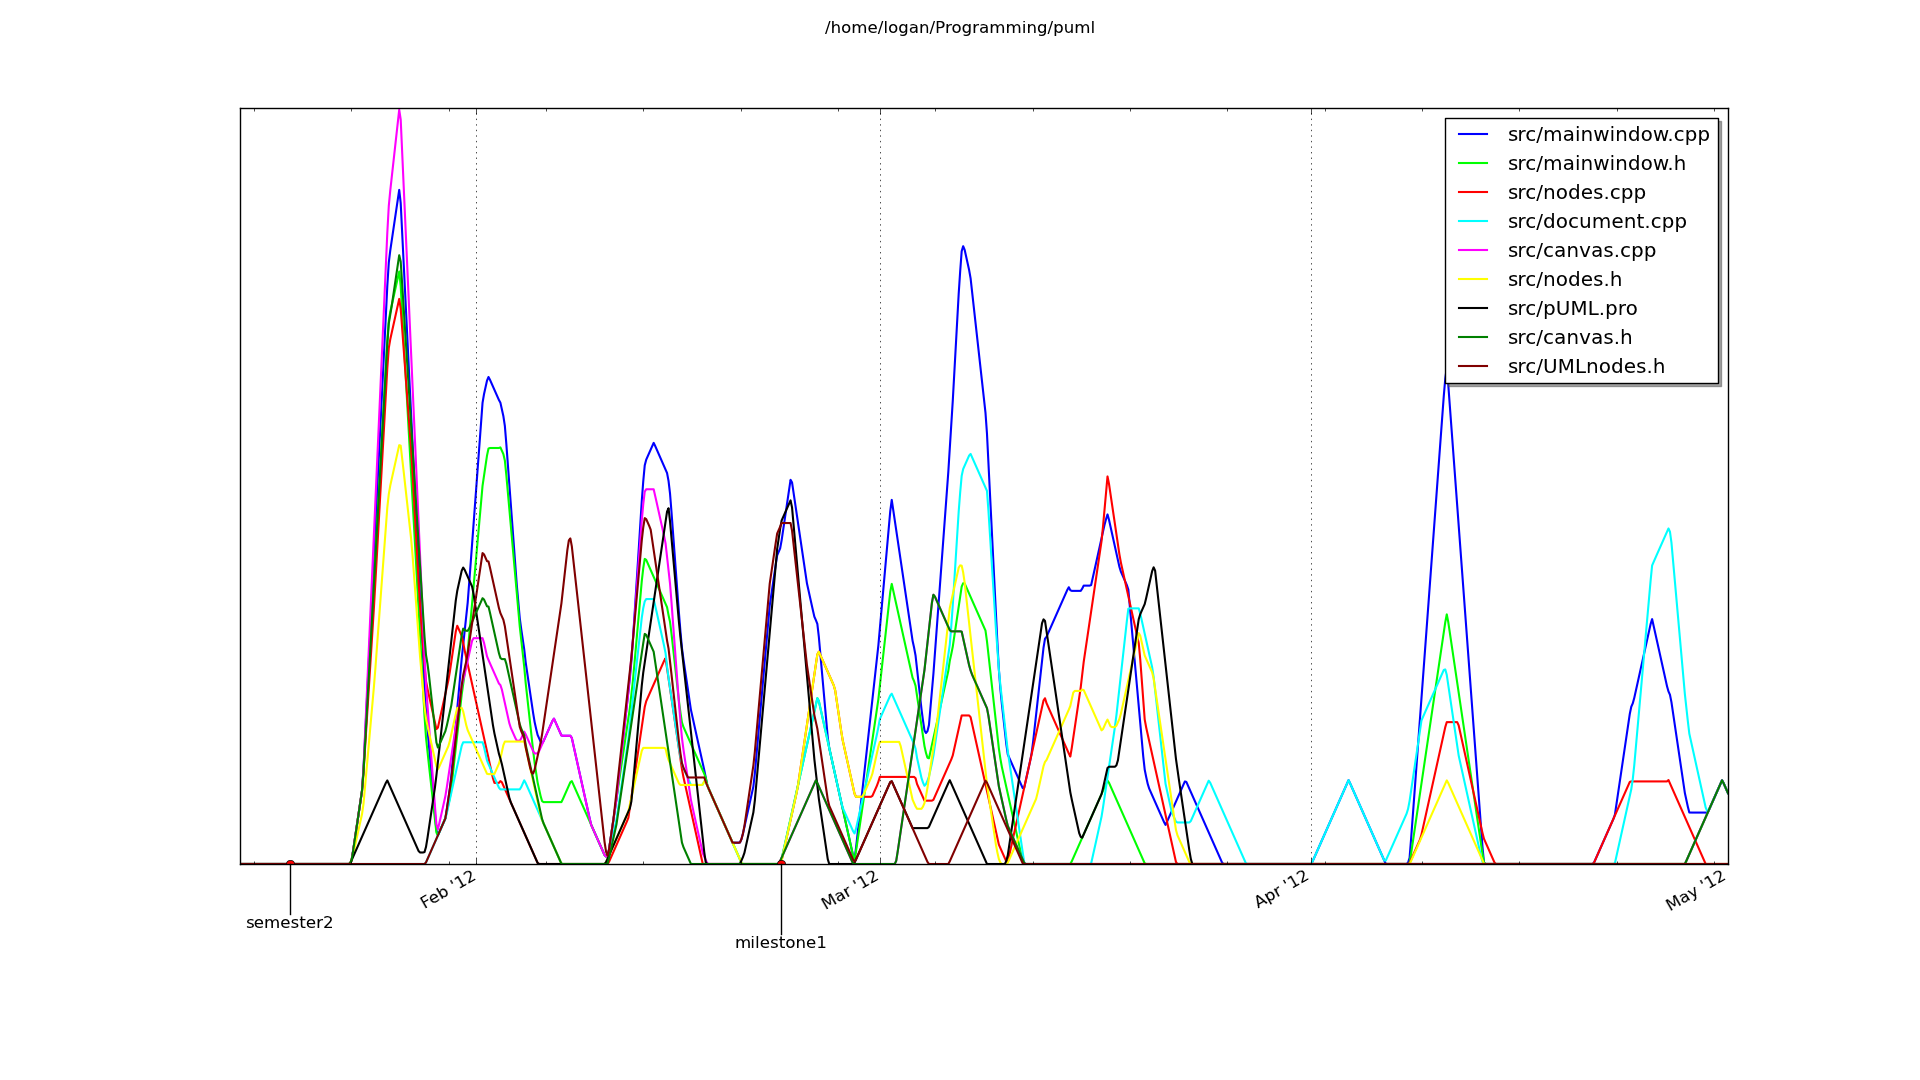 /home/logan/Programming/puml
src/mainwindow.cpp
src/mainwindow.h
src/nodes.cpp
src/document.cpp
src/canvas.cpp
src/nodes.h
src/pUML.pro
src/canvas.h
src/UMLnodes.h
Feb '12
Mar '12
Apr '12
May '12
semester2
milestone1